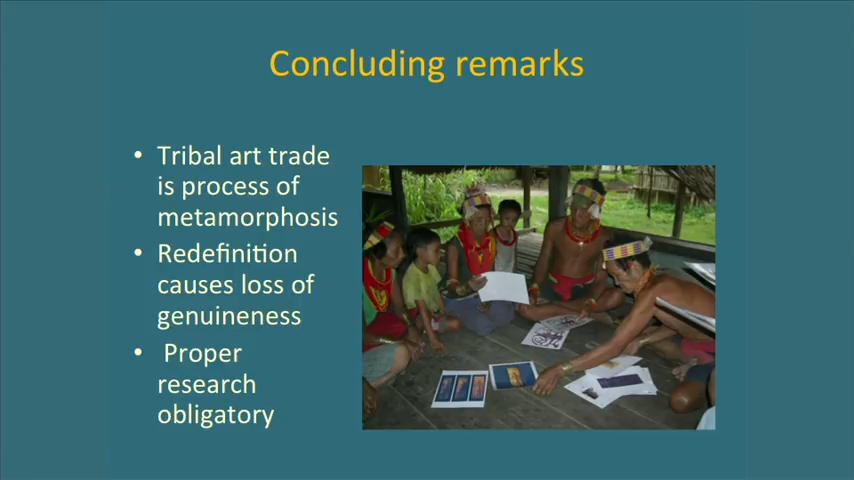 Concluding remarks
• Tribal art trade
is process of
metamorphosis
• Redefinition
causes loss of
genuineness
• Proper
research
obligatory